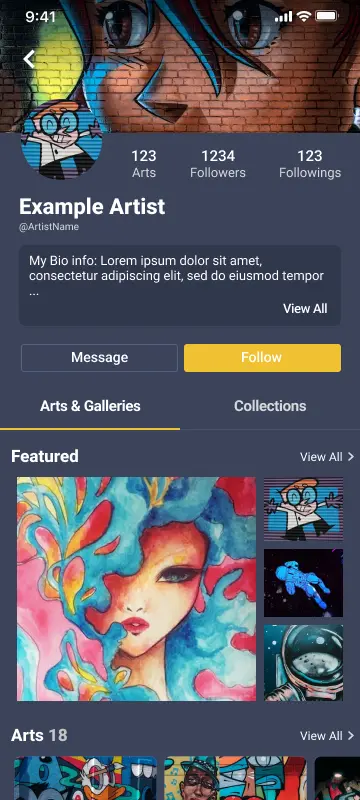 9:41
123
Arts
1234
Followers
123
Followings
Example Artist
@ArtistName
My Bio info: Lorem ipsum dolor sit amet,
consectetur adipiscing elit, sed do eiusmod tempor
...
View All
Message
Follow
Arts & Galleries
Collections
Featured
View All
Arts 18
View All